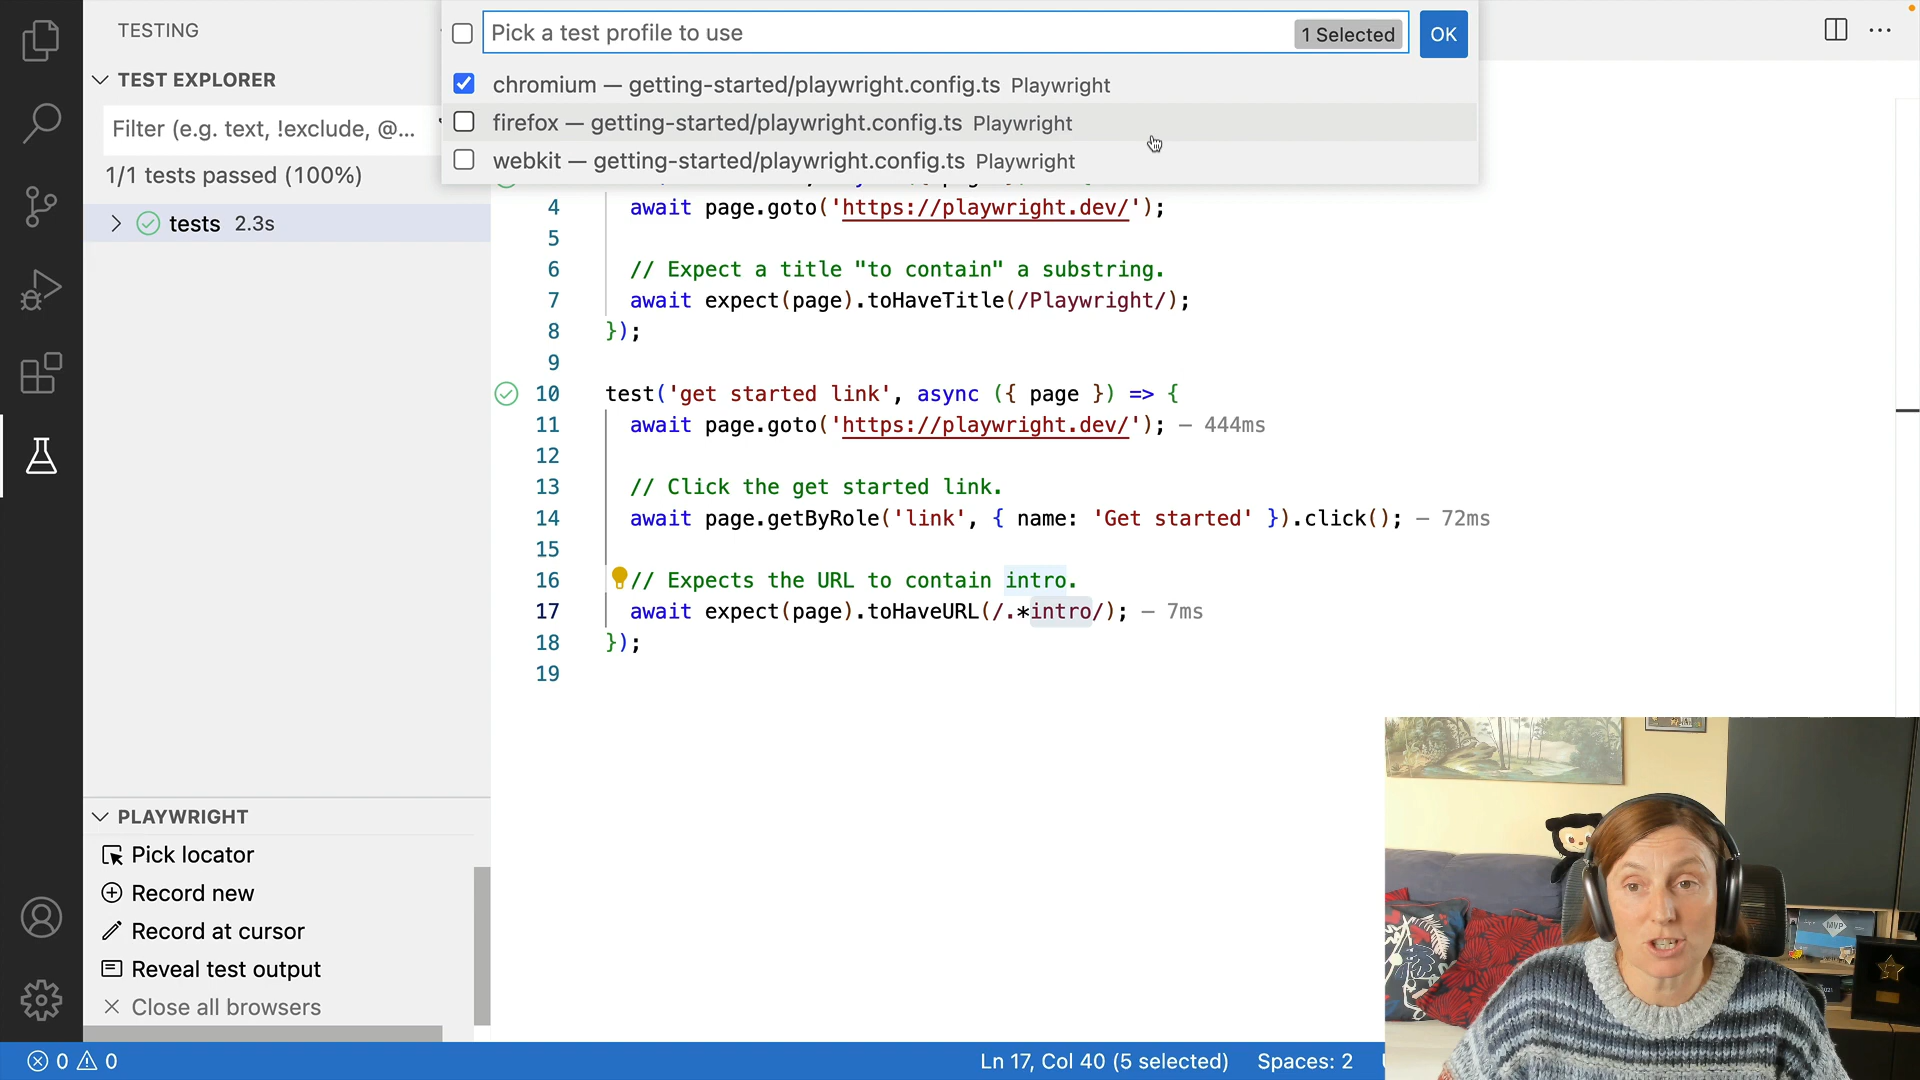 TESTING
TEST EXPLORER
Filter (e.g. text, !exclude, @...
1/1 tests passed (100%)
tests 2.3s
Pick a test profile to use
1 Selected
OK
chromium — getting-started/playwright.config.ts Playwright
firefox — getting-started/playwright.config.ts Playwright
webkit — getting-started/playwright.config.ts Playwright
4 await page.goto('https://playwright.dev/');
5
6 // Expect a title "to contain" a substring.
7 await expect(page).toHaveTitle(/Playwright/);
8 });
9
10 test('get started link', async ({ page }) => {
11 await page.goto('https://playwright.dev/'); — 444ms
12
13 // Click the get started link.
14 await page.getByRole('link', { name: 'Get started' }).click(); — 72ms
15
16 // Expects the URL to contain intro.
17 await expect(page).toHaveURL(/.*intro/); — 7ms
18 });
19
PLAYWRIGHT
Pick locator
Record new
Record at cursor
Reveal test output
Close all browsers
MVP
0 0
Ln 17, Col 40 (5 selected)
Spaces: 2